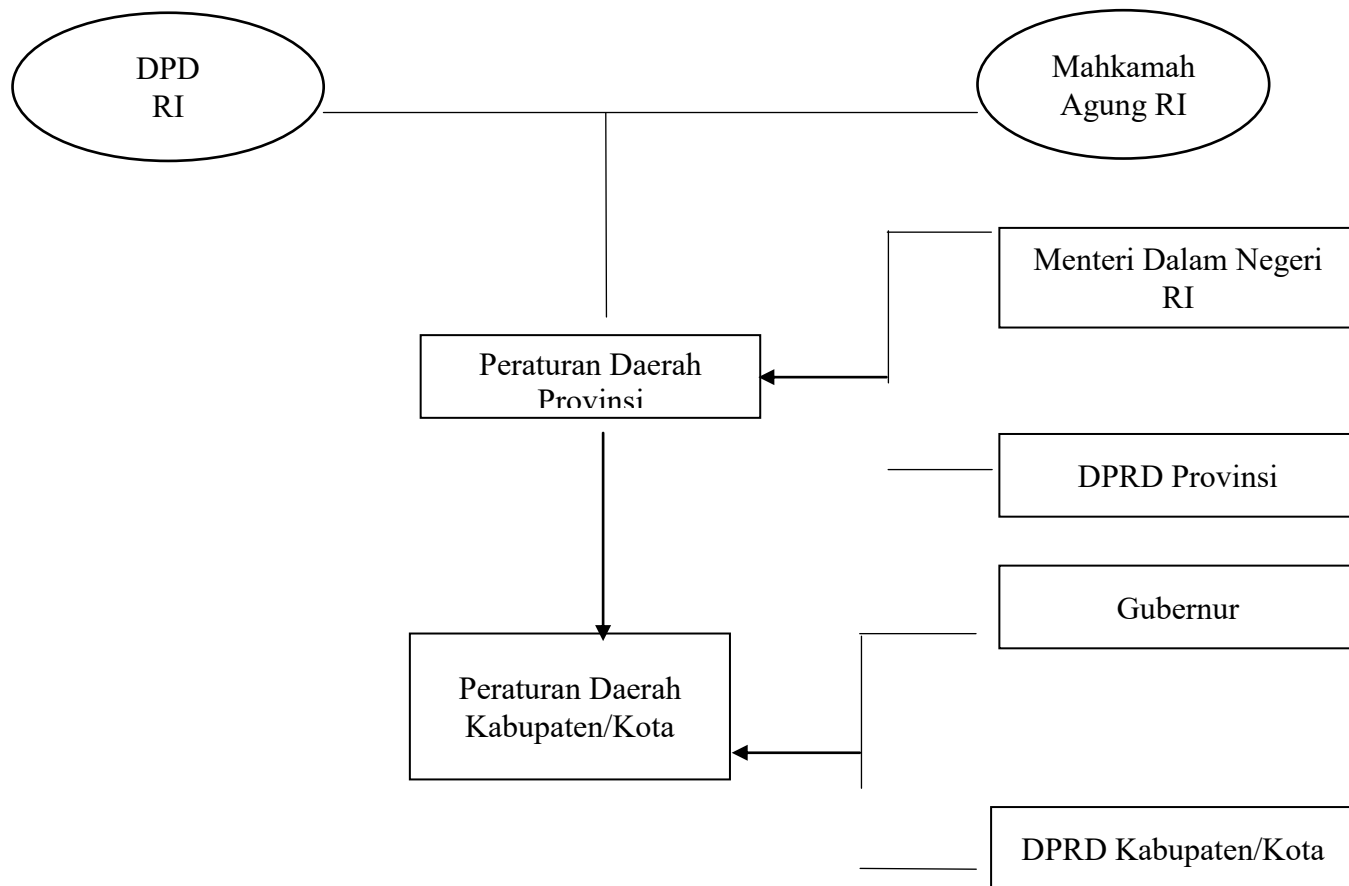 DPD
RI
Mahkamah
Agung RI
Menteri Dalam Negeri
RI
Peraturan Daerah
Provinsi
DPRD Provinsi
Gubernur
Peraturan Daerah
Kabupaten/Kota
DPRD Kabupaten/Kota